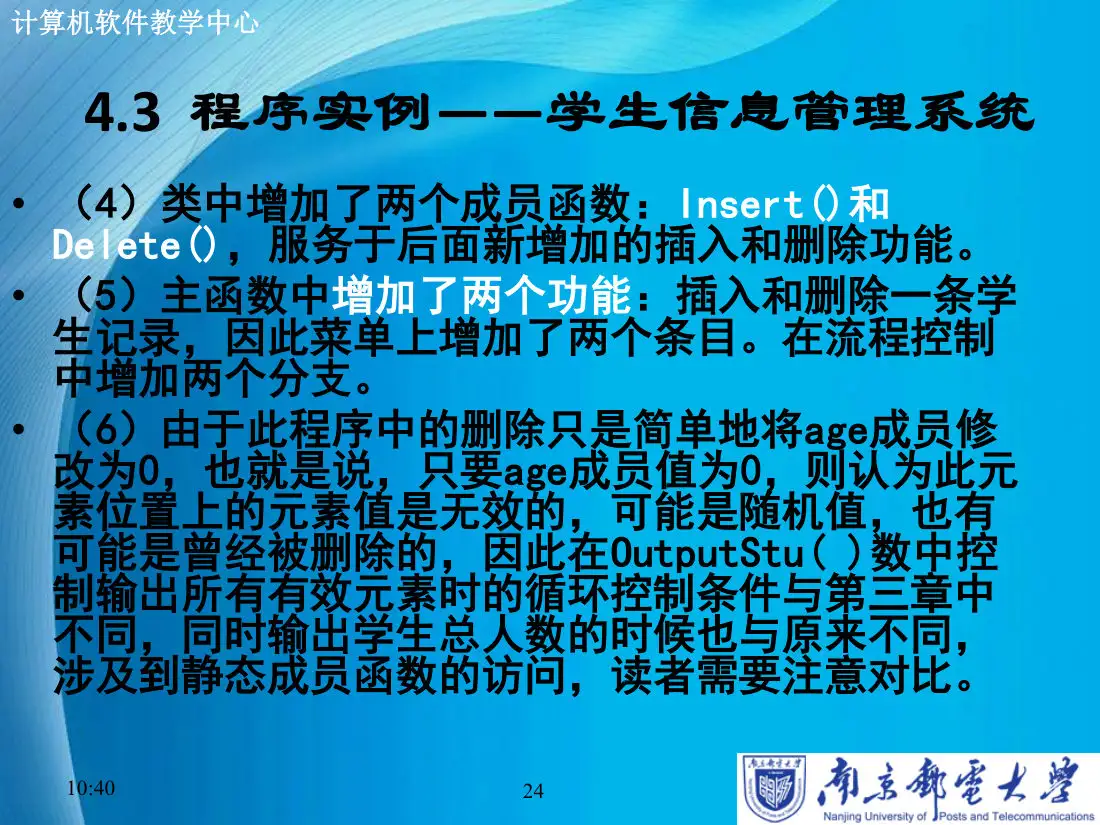 计算机软件教学中心
4.3 程序实例——学生信息管理系统
• （4）类中增加了两个成员函数：Insert()和
Delete()，服务于后面新增加的插入和删除功能。
• （5）主函数中增加了两个功能：插入和删除一条学
生记录，因此菜单上增加了两个条目。在流程控制
中增加两个分支。
• （6）由于此程序中的删除只是简单地将age成员修
改为0，也就是说，只要age成员值为0，则认为此元
素位置上的元素值是无效的，可能是随机值，也有
可能是曾经被删除的，因此在OutputStu( )数中控
制输出所有有效元素时的循环控制条件与第三章中
不同，同时输出学生总人数的时候也与原来不同，
涉及到静态成员函数的访问，读者需要注意对比。
10:40
24
南京邮电大学
南京郵電大學
Nanjing University of Posts and Telecommunications